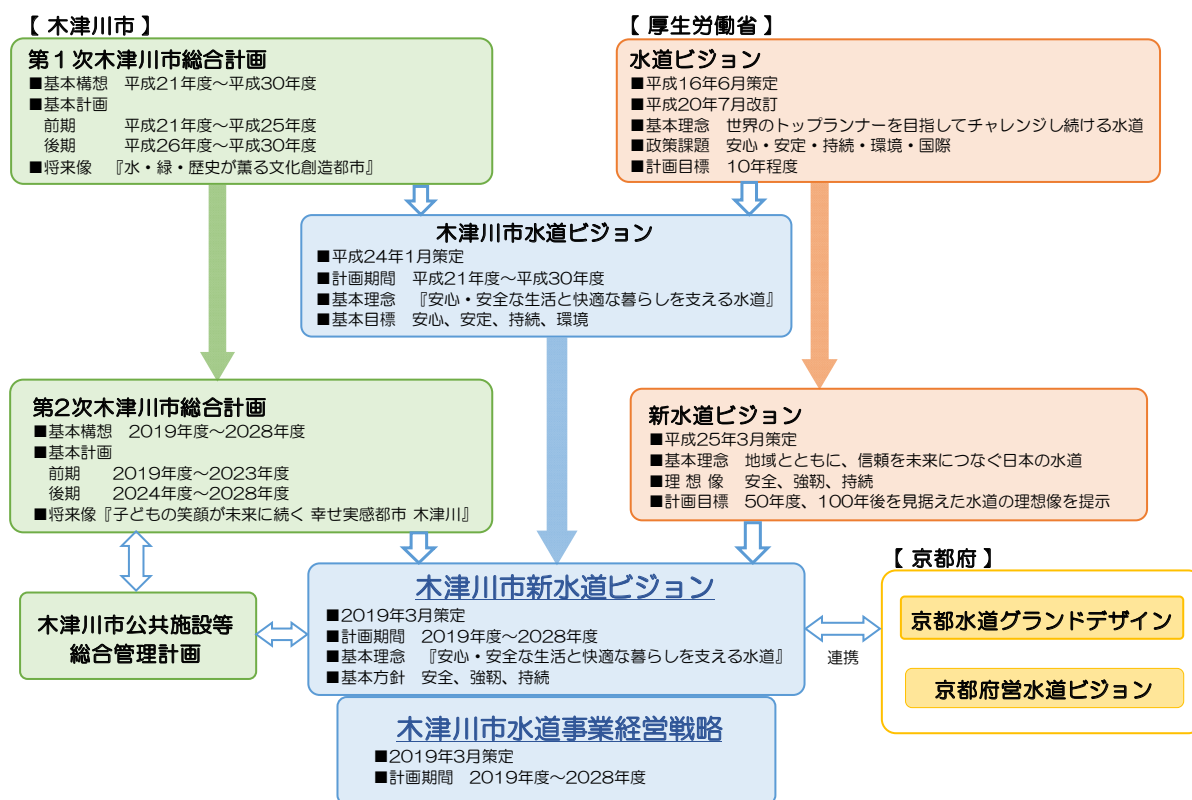 【 木津川市 】
第１次木津川市総合計画
■基本構想　平成21年度～平成30年度
■基本計画
前期　　　平成21年度～平成25年度
後期　　　平成26年度～平成30年度
■将来像　『水・緑・歴史が薫る文化創造都市』
【 厚生労働省 】
水道ビジョン
■平成16年6月策定
■平成20年7月改訂
■基本理念　世界のトップランナーを目指してチャレンジし続ける水道
■政策課題　安心・安定・持続・環境・国際
■計画目標　10年程度
木津川市水道ビジョン
■平成24年1月策定
■計画期間　平成21年度～平成30年度
■基本理念　『安心・安全な生活と快適な暮らしを支える水道』
■基本目標　安心、安定、持続、環境
第2次木津川市総合計画
■基本構想　2019年度～2028年度
■基本計画
前期　　2019年度～2023年度
後期　　2024年度～2028年度
■将来像『子どもの笑顔が未来に続く 幸せ実感都市 木津川』
新水道ビジョン
■平成25年3月策定
■基本理念　地域とともに、信頼を未来につなぐ日本の水道
■理 想 像　安全、強靭、持続
■計画目標　50年度、100年後を見据えた水道の理想像を提示
木津川市公共施設等
総合管理計画
木津川市新水道ビジョン
■2019年3月策定
■計画期間　2019年度～2028年度
■基本理念　『安心・安全な生活と快適な暮らしを支える水道』
■基本方針　安全、強靭、持続
連携
【 京都府 】
京都水道グランドデザイン
京都府営水道ビジョン
木津川市水道事業経営戦略
■2019年3月策定
■計画期間　2019年度～2028年度